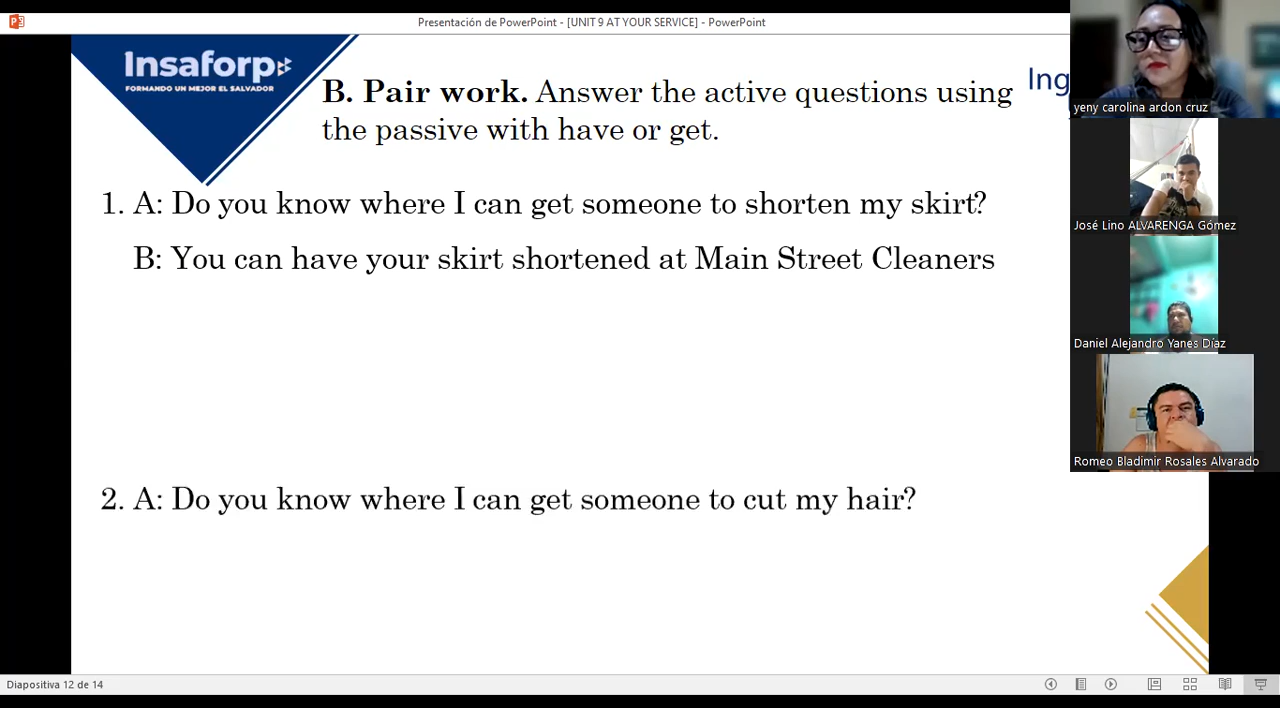 Presentación de PowerPoint - [UNIT 9 AT YOUR SERVICE] - PowerPoint
Insaforp
FORMANDO UN MEJOR EL SALVADOR
B. Pair work. Answer the active questions using
the passive with have or get.
Ing
1. A: Do you know where I can get someone to shorten my skirt?
B: You can have your skirt shortened at Main Street Cleaners
2. A: Do you know where I can get someone to cut my hair?
yeny carolina ardon cruz
José Lino ALVARENGA Gómez
Daniel Alejandro Yanes Díaz
Romeo Bladimir Rosales Alvarado
Diapositiva 12 de 14